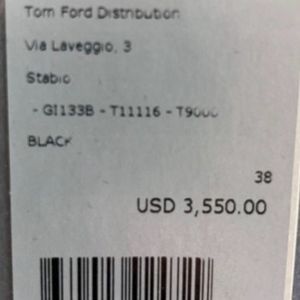 Tom Ford Distribution
Via Laveggio, 3
Stabio
- GI133B - T11116 -
BLACK
38
USD 3,550.00